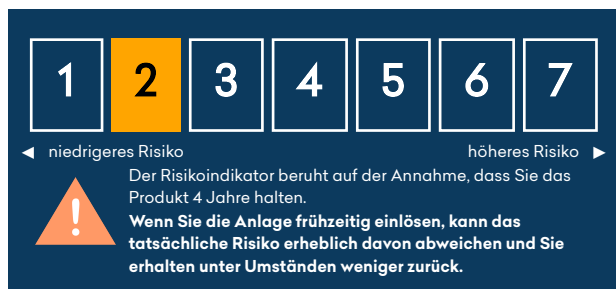 1 2 3 4 5 6 7
◄ niedrigeres Risiko höheres Risiko ►
Der Risikoindikator beruht auf der Annahme, dass Sie das
Produkt 4 Jahre halten.
!
Wenn Sie die Anlage frühzeitig einlösen, kann das
tatsächliche Risiko erheblich davon abweichen und Sie
erhalten unter Umständen weniger zurück.